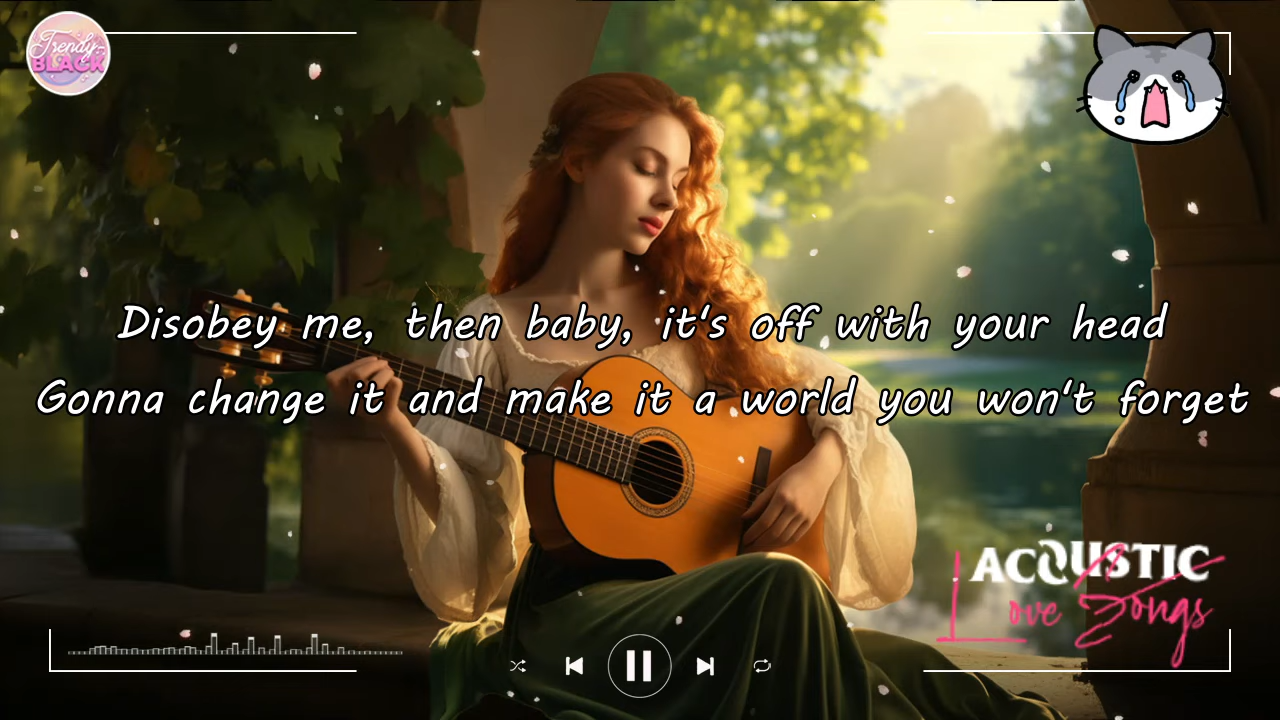 Trendy
BLACK
Disobey me, then baby, it's off with your head
Gonna change it and make it a world you won't forget
ACOUSTIC
Love Songs